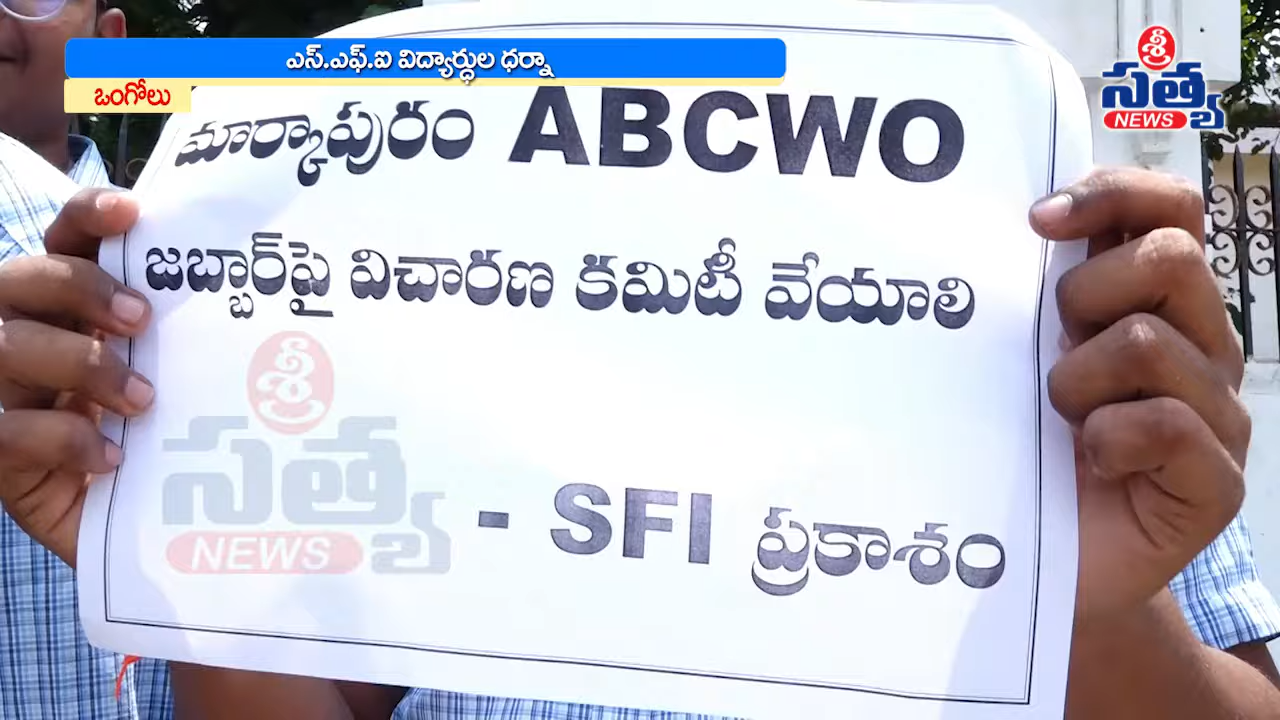 ఎస్.ఎఫ్.ఐ విద్యార్ధుల ధర్నా
ఒంగోలు
శ్రీ
సత్య
NEWS
మార్కాపురం ABCWO
జబ్బార్‌పై విచారణ కమిటీ వేయాలి
శ్రీ
సత్య
NEWS
- SFI ప్రకాశం